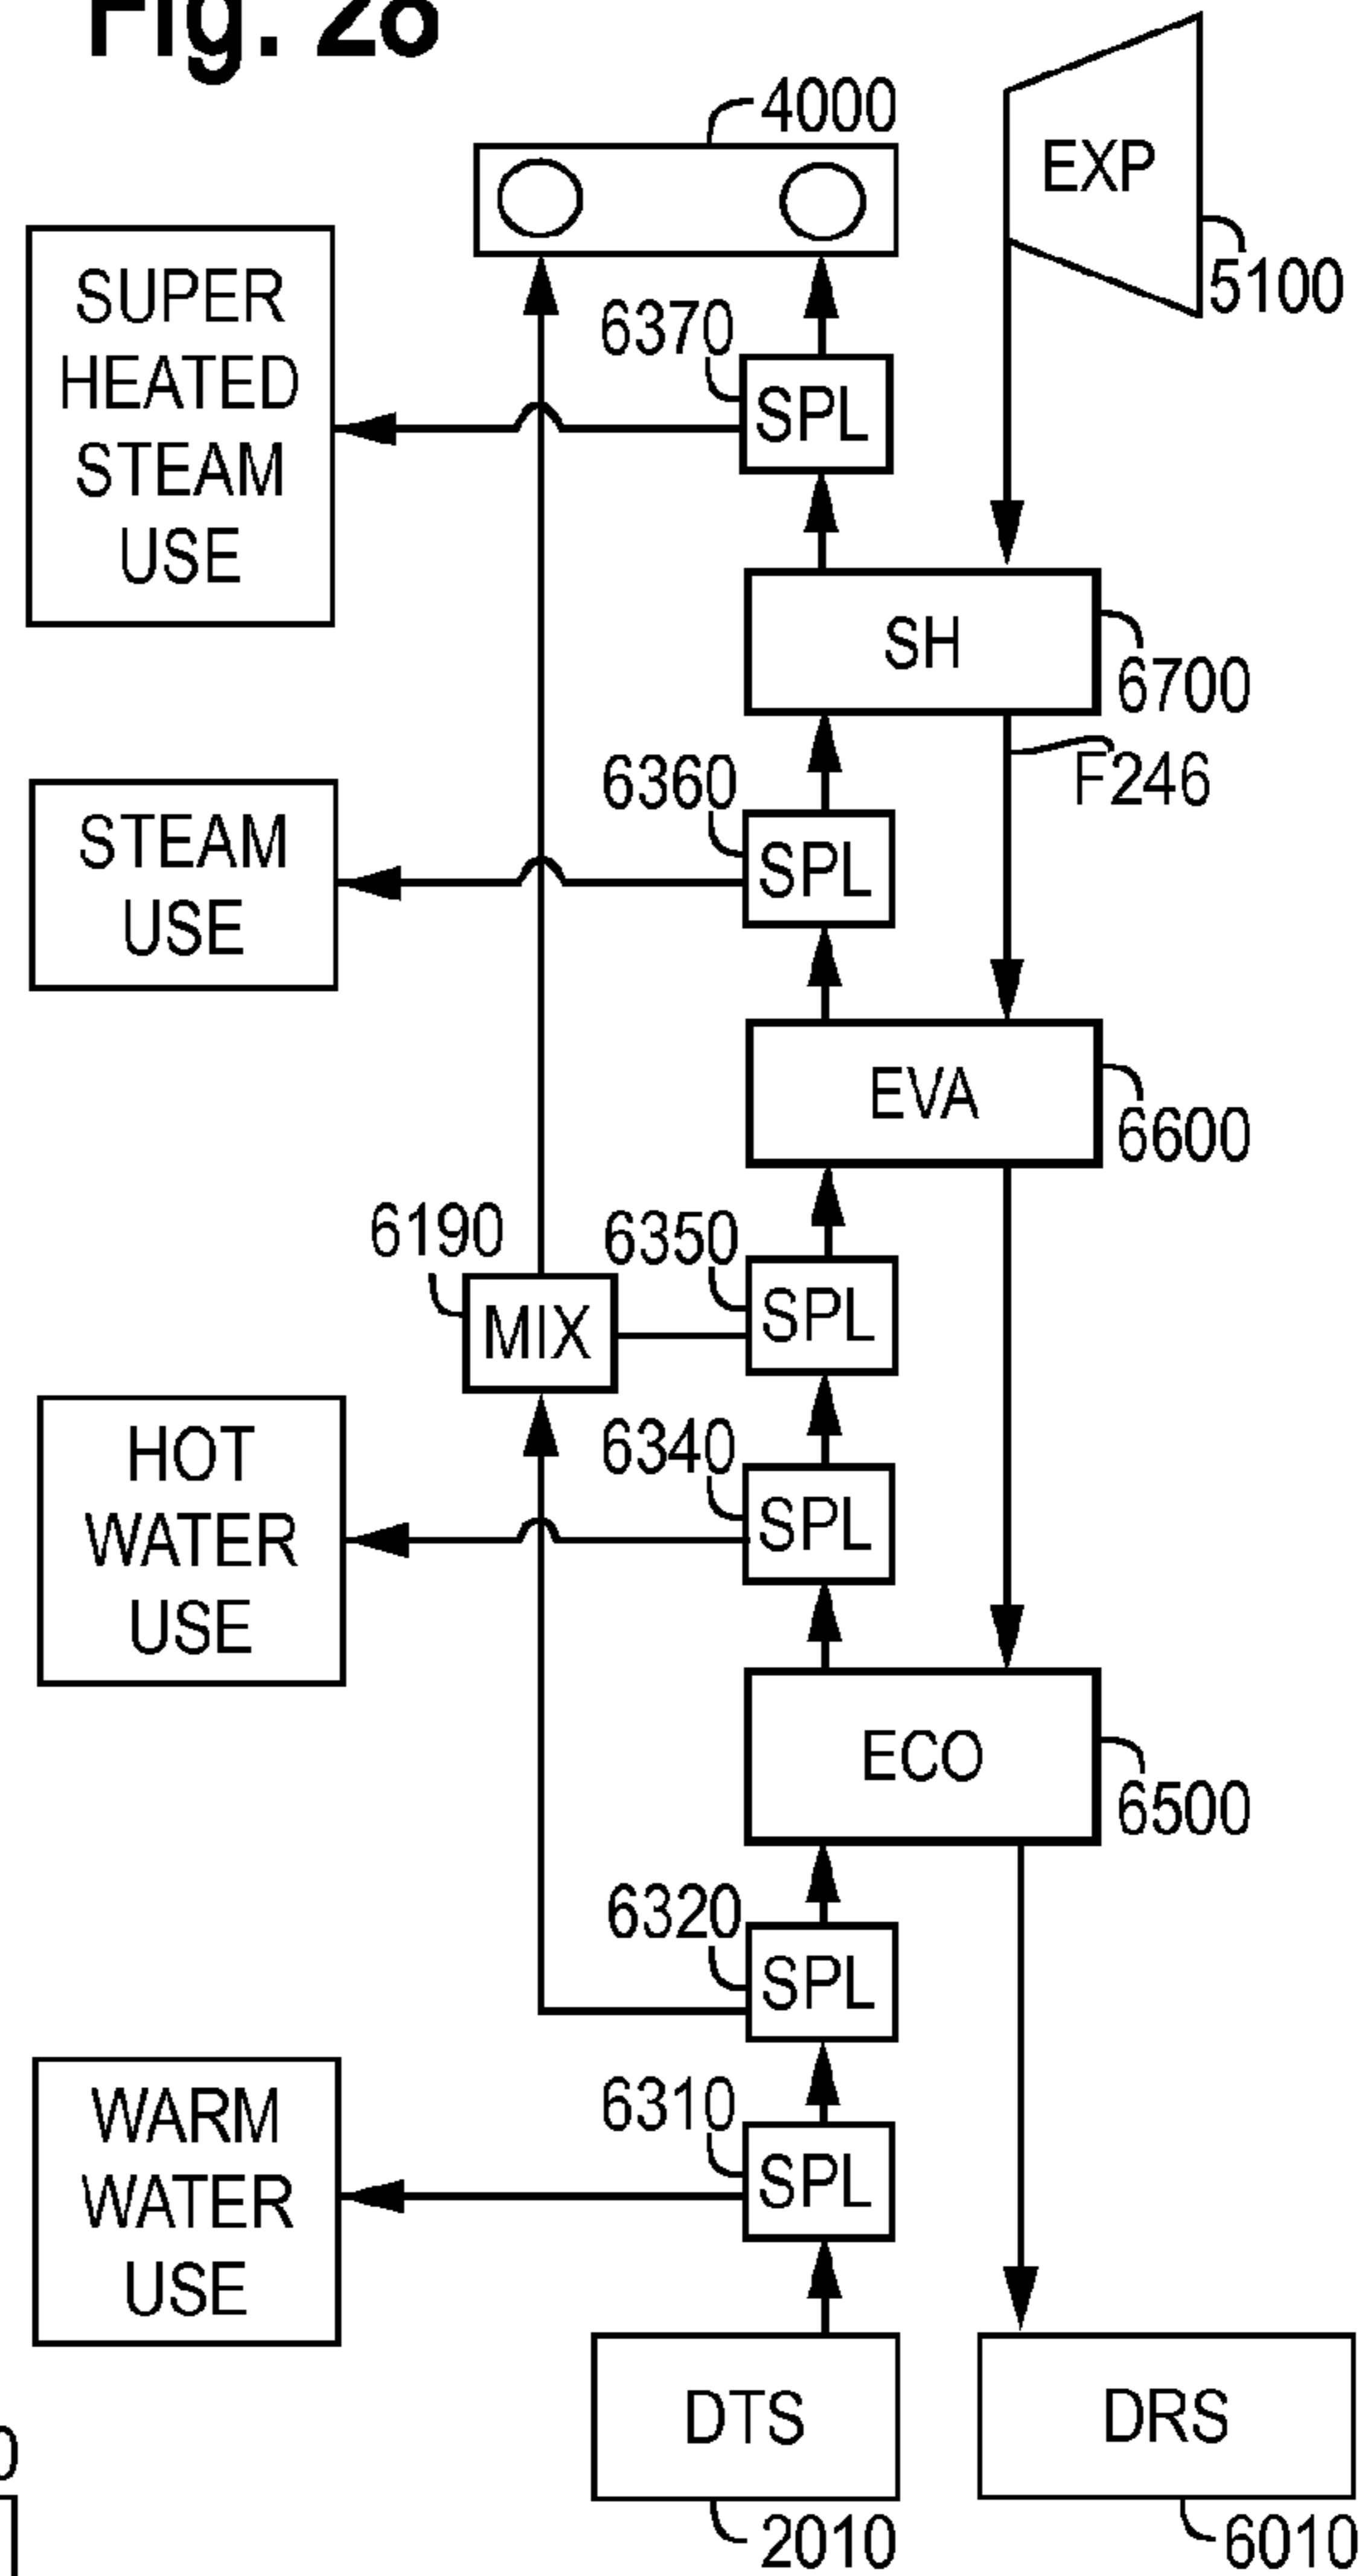 Fig. 28
4000
EXP
5100
SUPER
HEATED
STEAM
USE
6370
SPL
SH
6700
F246
6360
SPL
STEAM
USE
EVA
6600
6190
MIX
6350
SPL
6340
SPL
HOT
WATER
USE
ECO
6500
6320
SPL
6310
SPL
WARM
WATER
USE
DTS
2010
DRS
6010